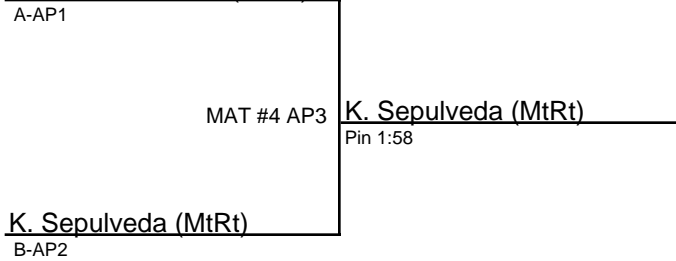 A-AP1
MAT #4 AP3
K. Sepulveda (MtRt)
Pin 1:58
K. Sepulveda (MtRt)
B-AP2